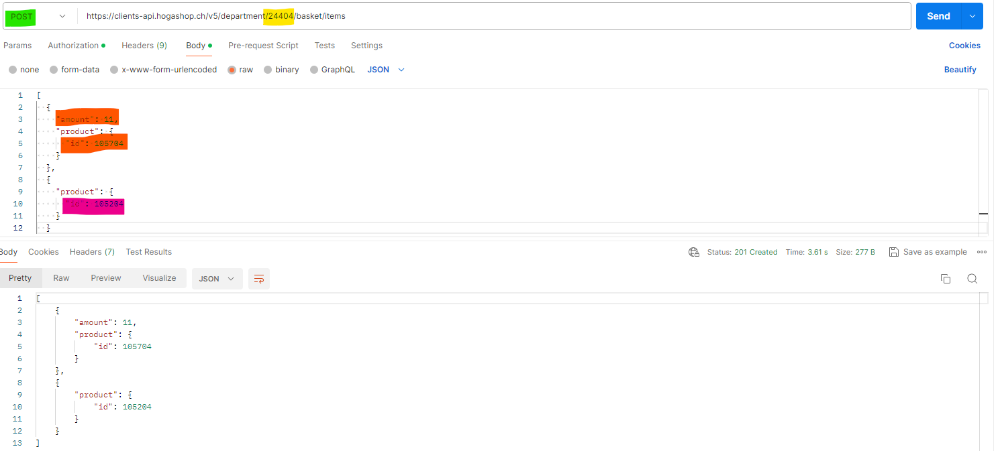 POST https://clients-api.hogashop.ch/v5/department/24404/basket/items Send
Params Authorization Headers (9) Body Pre-request Script Tests Settings Cookies
none form-data x-www-form-urlencoded raw binary GraphQL JSON Beautify
1 [
2 {
3 "amount": 11,
4 "product": {
5 "id": 105704
6 }
7 },
8 {
9 "product": {
10 "id": 105204
11 }
12 }
Body Cookies Headers (7) Test Results Status: 201 Created Time: 3.61 s Size: 277 B Save as example
Pretty Raw Preview Visualize JSON
1 [
2 {
3 "amount": 11,
4 "product": {
5 "id": 105704
6 }
7 },
8 {
9 "product": {
10 "id": 105204
11 }
12 }
13 ]